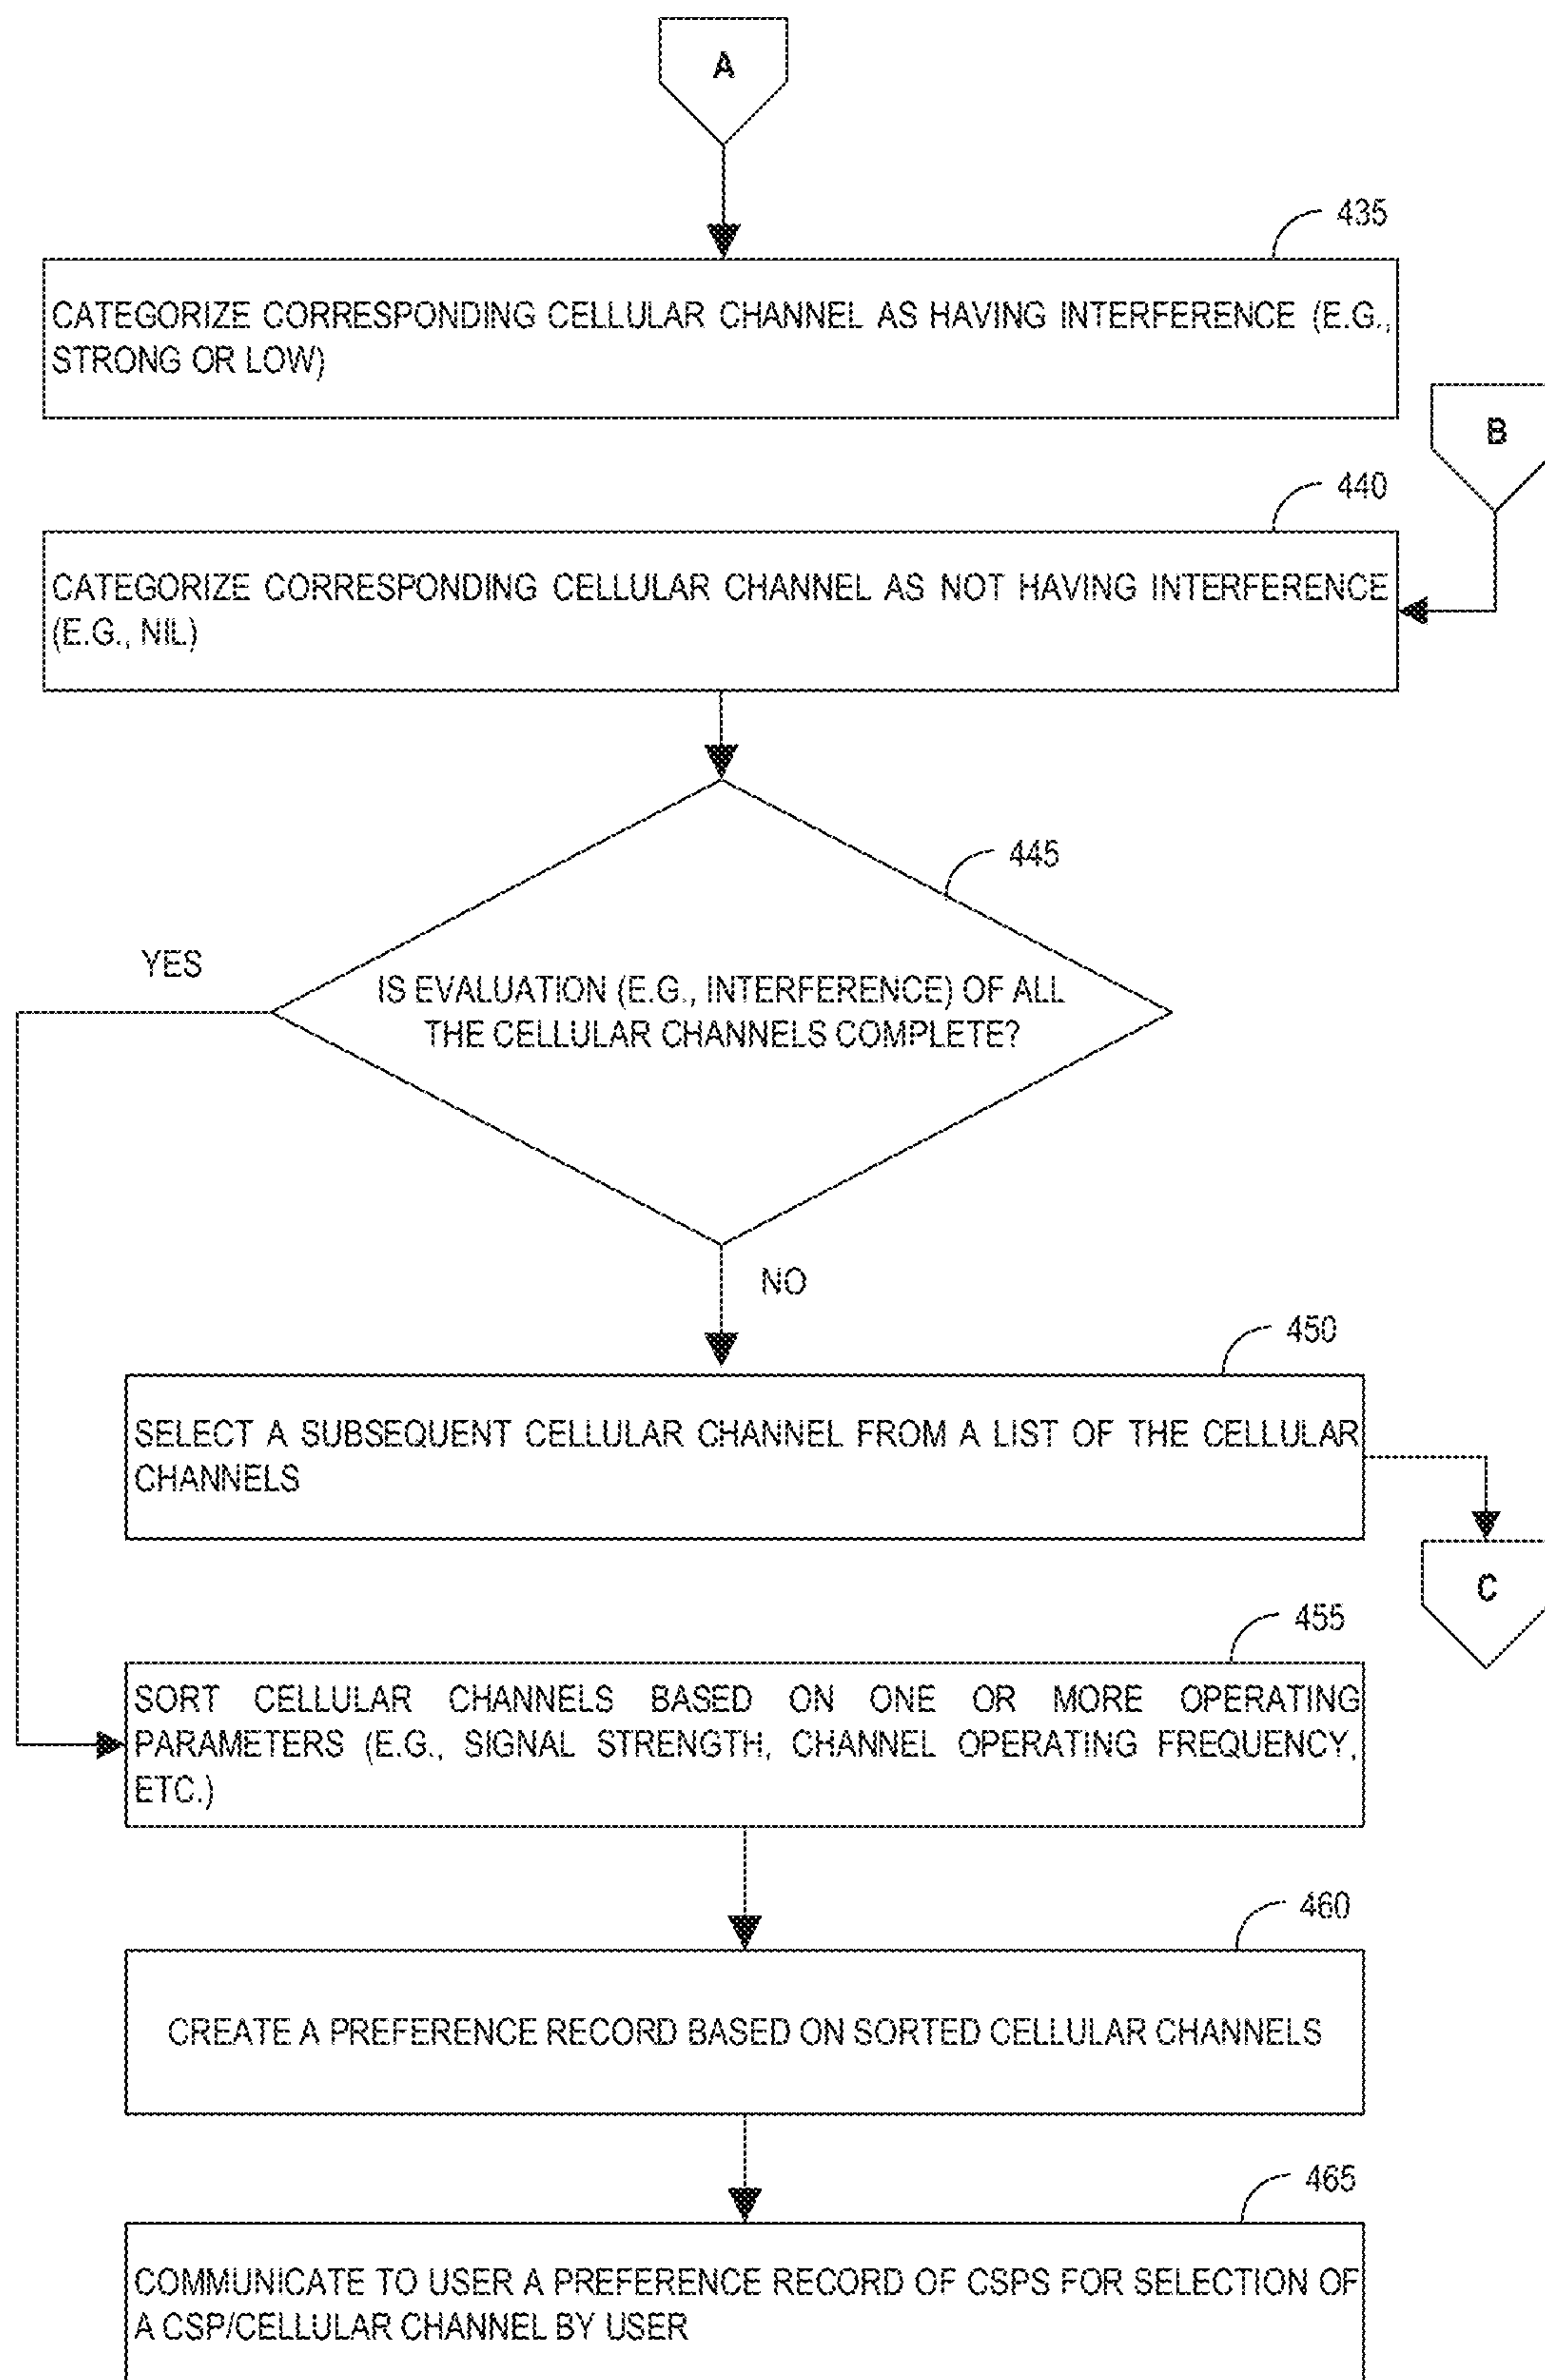 A
435
CATEGORIZE CORRESPONDING CELLULAR CHANNEL AS HAVING INTERFERENCE (E.G.,
STRONG OR LOW)
B
440
CATEGORIZE CORRESPONDING CELLULAR CHANNEL AS NOT HAVING INTERFERENCE
(E.G., NIL)
445
YES
IS EVALUATION (E.G., INTERFERENCE) OF ALL
THE CELLULAR CHANNELS COMPLETE?
NO
450
SELECT A SUBSEQUENT CELLULAR CHANNEL FROM A LIST OF THE CELLULAR
CHANNELS
C
455
SORT CELLULAR CHANNELS BASED ON ONE OR MORE OPERATING
PARAMETERS (E.G., SIGNAL STRENGTH, CHANNEL OPERATING FREQUENCY,
ETC.)
460
CREATE A PREFERENCE RECORD BASED ON SORTED CELLULAR CHANNELS
465
COMMUNICATE TO USER A PREFERENCE RECORD OF CSPS FOR SELECTION OF
A CSP/CELLULAR CHANNEL BY USER